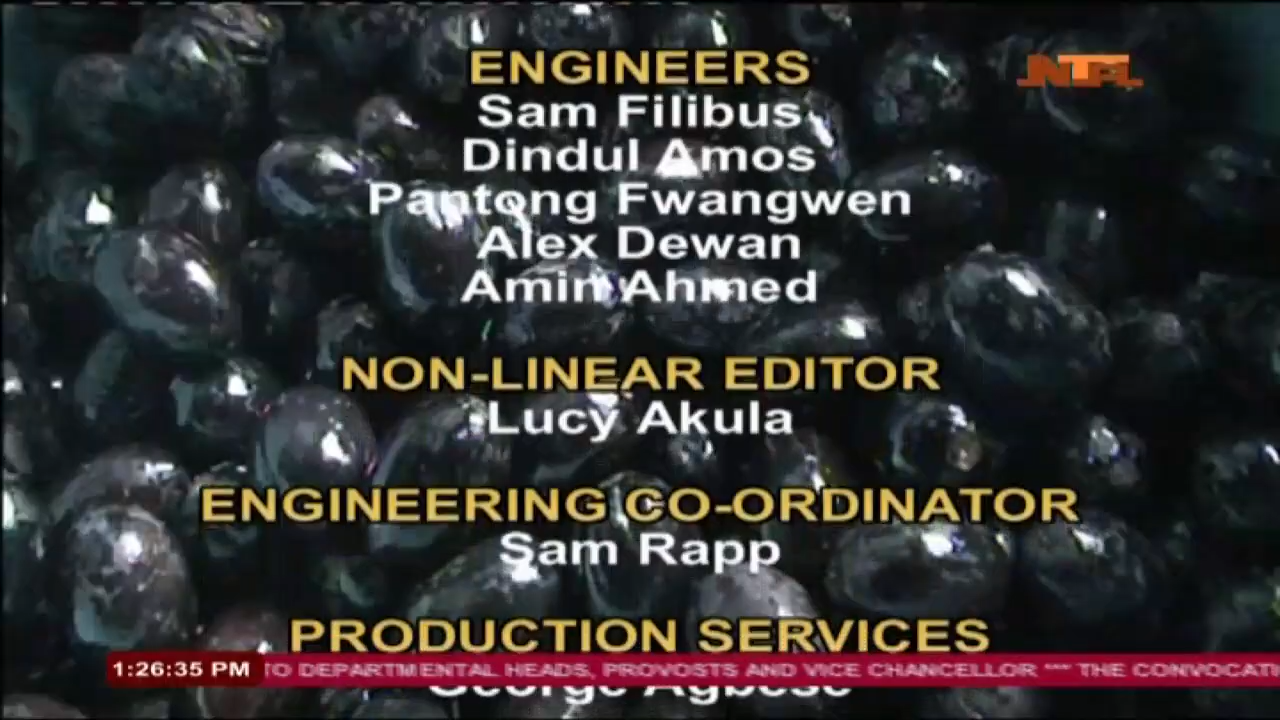 ENGINEERS
Sam Filibus
Dindul Amos
Pantong Fwangwen
Alex Dewan
Amin Ahmed
NON-LINEAR EDITOR
Lucy Akula
ENGINEERING CO-ORDINATOR
Sam Rapp
PRODUCTION SERVICES
1:26:35 PM TO DEPARTMENTAL HEADS, PROVOSTS AND VICE CHANCELLOR *** THE CONVOCATI
George Agbese